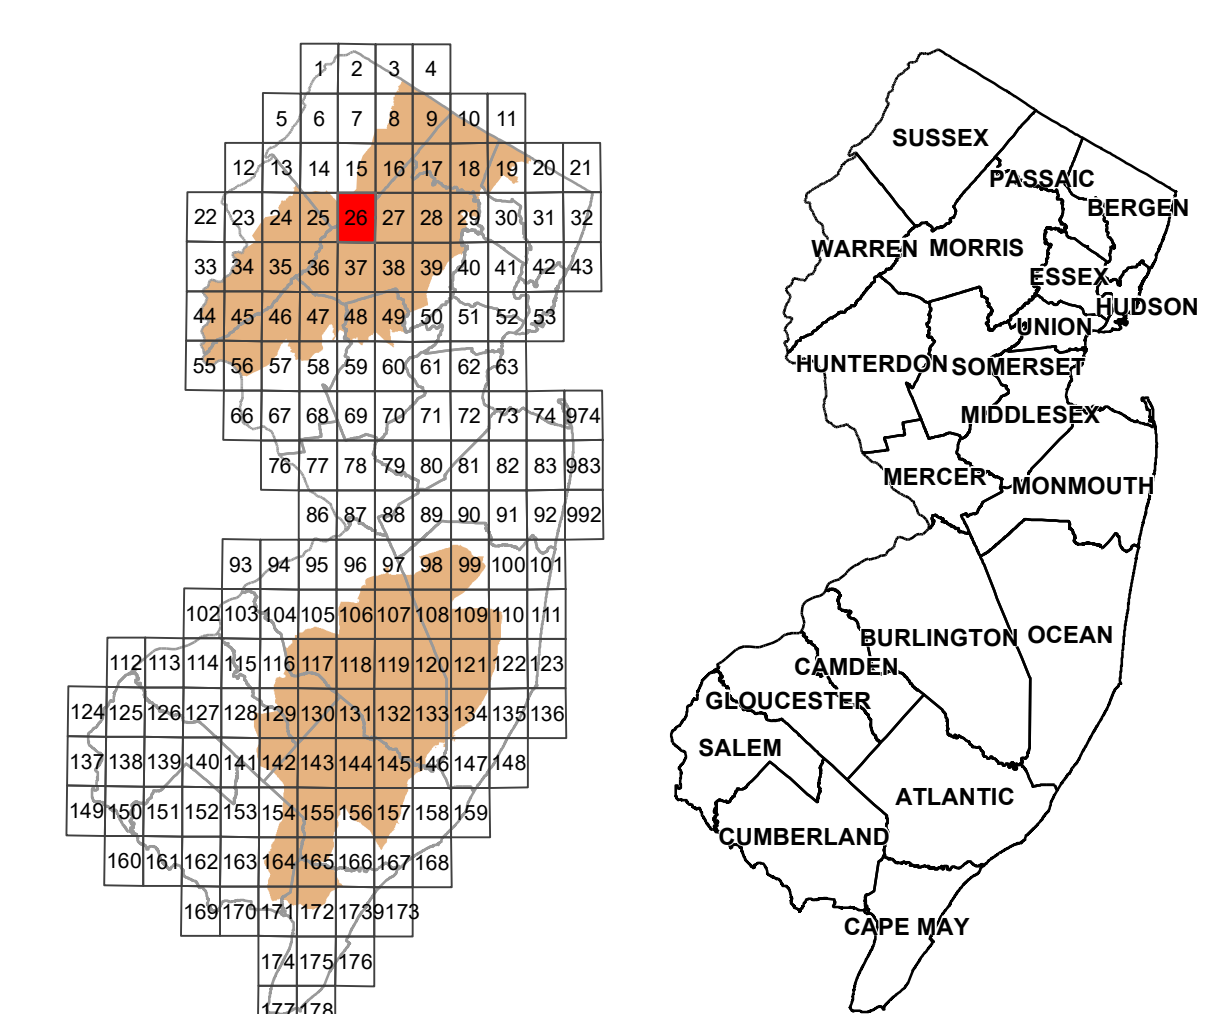 1 2 3 4
5 6 7 8 9 10 11
12 13 14 15 16 17 18 19 20 21
22 23 24 25 26 27 28 29 30 31 32
33 34 35 36 37 38 39 40 41 42 43
44 45 46 47 48 49 50 51 52 53
55 56 57 58 59 60 61 62 63
66 67 68 69 70 71 72 73 74 974
76 77 78 79 80 81 82 83 983
86 87 88 89 90 91 92 992
93 94 95 96 97 98 99 100 101
102 103 104 105 106 107 108 109 110 111
112 113 114 115 116 117 118 119 120 121 122 123
124 125 126 127 128 129 130 131 132 133 134 135 136
137 138 139 140 141 142 143 144 145 146 147 148
149 150 151 152 153 154 155 156 157 158 159
160 161 162 163 164 165 166 167 168
169 170 171 172 173 9173
174 175 176
177 178
SUSSEX
PASSAIC
BERGEN
WARREN MORRIS
ESSEX
HUDSON
UNION
HUNTERDON SOMERSET
MIDDLESEX
MERCER
MONMOUTH
BURLINGTON OCEAN
CAMDEN
GLOUCESTER
SALEM
ATLANTIC
CUMBERLAND
CAPE MAY